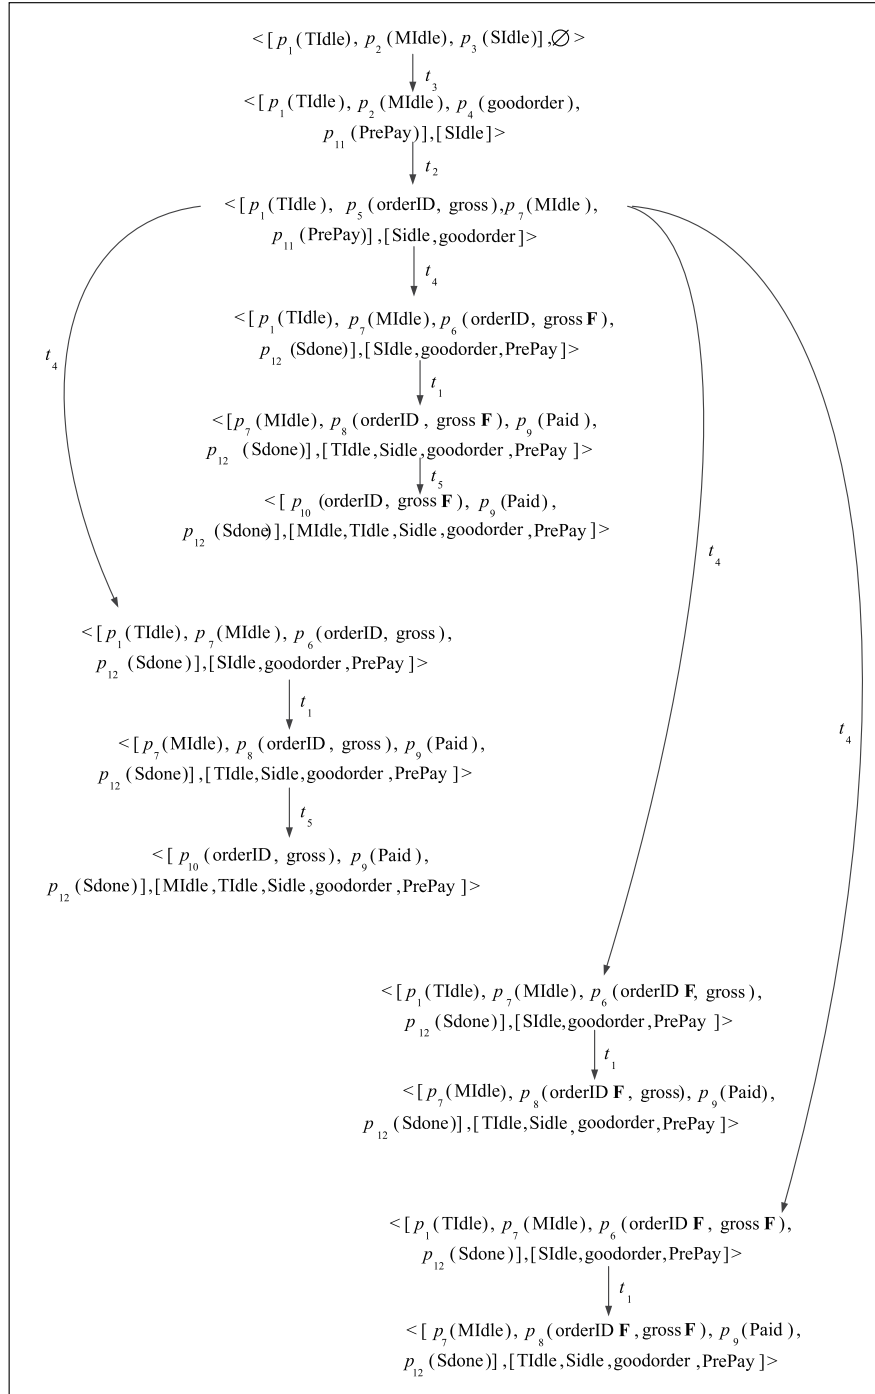 <[ p1 (TIdle), p2 (MIdle), p3 (SIdle)] ,∅ >
t3
<[ p1 (TIdle), p2 (MIdle), p4 (goodorder),
p11 (PrePay)],[SIdle]>
t2
<[ p1 (TIdle), p5 (orderID, gross),p7 (MIdle),
p11 (PrePay)] ,[Sidle,goodorder]>
t4
<[ p1 (TIdle), p7 (MIdle), p6 (orderID, gross F),
p12 (Sdone)],[SIdle,goodorder,PrePay]>
t4
t1
<[p7 (MIdle), p8 (orderID, gross F), p9 (Paid),
p12 (Sdone)] ,[TIdle,Sidle,goodorder,PrePay ]>
t5
<[ p10 (orderID, gross F), p9 (Paid),
p12 (Sdone)],[MIdle,TIdle,Sidle,goodorder,PrePay]>
t4
<[ p1 (TIdle), p7 (MIdle), p6 (orderID, gross),
p12 (Sdone)],[SIdle,goodorder,PrePay]>
t1
t4
<[p7 (MIdle), p8 (orderID, gross), p9 (Paid),
p12 (Sdone)],[TIdle,Sidle,goodorder,PrePay]>
t5
<[ p10 (orderID, gross), p9 (Paid),
p12 (Sdone)],[MIdle,TIdle,Sidle,goodorder,PrePay ]>
<[ p1 (TIdle), p7 (MIdle), p6 (orderID F, gross),
p12 (Sdone)],[SIdle,goodorder,PrePay ]>
t1
<[ p7 (MIdle), p8 (orderID F, gross), p9 (Paid),
p12 (Sdone)],[TIdle,Sidle,goodorder,PrePay ]>
<[ p1 (TIdle), p7 (MIdle), p6 (orderID F, gross F),
p12 (Sdone)],[SIdle,goodorder,PrePay]>
t1
<[ p7 (MIdle), p8 (orderID F,gross F), p9 (Paid),
p12 (Sdone)],[TIdle,Sidle,goodorder,PrePay]>